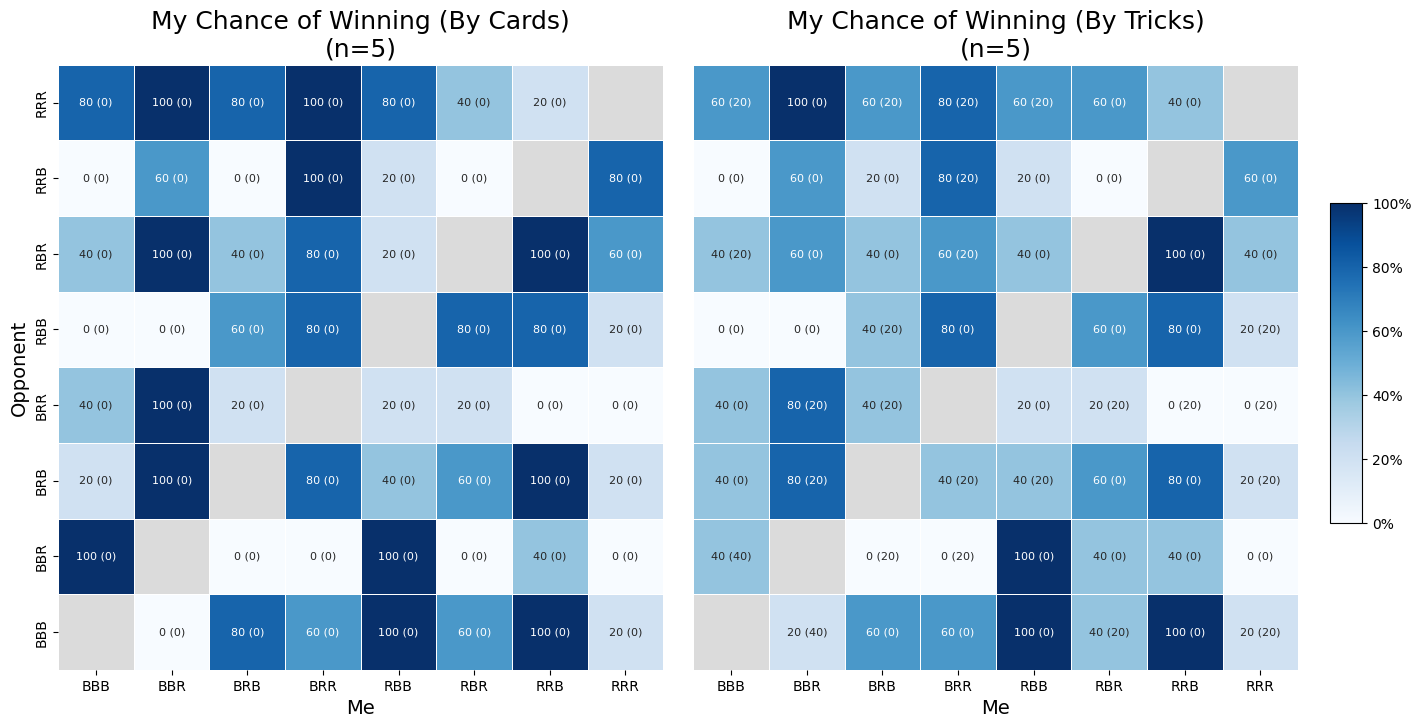 My Chance of Winning (By Cards)
(n=5)
My Chance of Winning (By Tricks)
(n=5)
Opponent
RRR 80 (0) 100 (0) 80 (0) 100 (0) 80 (0) 40 (0) 20 (0)
RRB 0 (0) 60 (0) 0 (0) 100 (0) 20 (0) 0 (0) 80 (0)
RBR 40 (0) 100 (0) 40 (0) 80 (0) 20 (0) 100 (0) 60 (0)
RBB 0 (0) 0 (0) 60 (0) 80 (0) 80 (0) 80 (0) 20 (0)
BRR 40 (0) 100 (0) 20 (0) 20 (0) 20 (0) 0 (0) 0 (0)
BRB 20 (0) 100 (0) 80 (0) 40 (0) 60 (0) 100 (0) 20 (0)
BBR 100 (0) 0 (0) 0 (0) 100 (0) 0 (0) 40 (0) 0 (0)
BBB 0 (0) 80 (0) 60 (0) 100 (0) 60 (0) 100 (0) 20 (0)
BBB BBR BRB BRR RBB RBR RRB RRR
Me
60 (20) 100 (0) 60 (20) 80 (20) 60 (20) 60 (0) 40 (0)
0 (0) 60 (0) 20 (0) 80 (20) 20 (0) 0 (0) 60 (0)
40 (20) 60 (0) 40 (0) 60 (20) 40 (0) 100 (0) 40 (0)
0 (0) 0 (0) 40 (20) 80 (0) 60 (0) 80 (0) 20 (20)
40 (0) 80 (20) 40 (20) 20 (0) 20 (20) 0 (20) 0 (20)
40 (0) 80 (20) 40 (20) 40 (20) 60 (0) 80 (0) 20 (20)
40 (40) 0 (20) 0 (20) 100 (0) 40 (0) 40 (0) 0 (0)
20 (40) 60 (0) 60 (0) 100 (0) 40 (20) 100 (0) 20 (20)
BBB BBR BRB BRR RBB RBR RRB RRR
Me
100%
80%
60%
40%
20%
0%